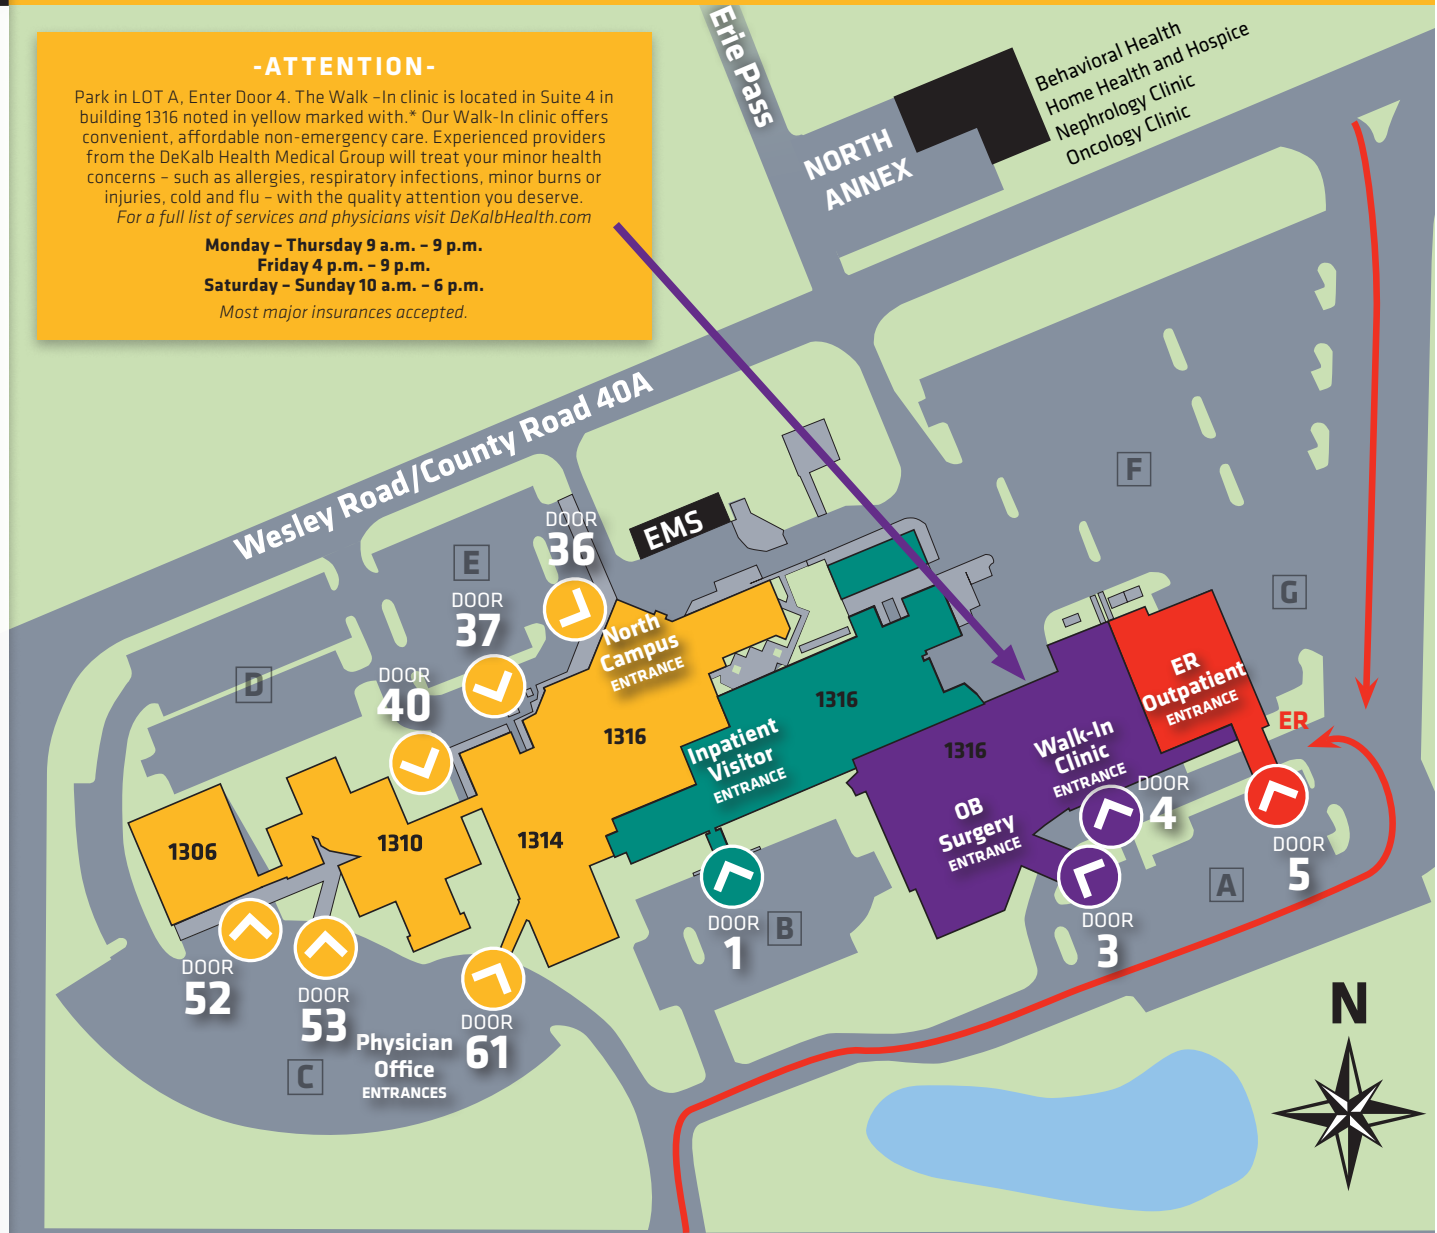 -ATTENTION-
Park in LOT A, Enter Door 4. The Walk –In clinic is located in Suite 4 in
building 1316 noted in yellow marked with.* Our Walk-In clinic offers
convenient, affordable non-emergency care. Experienced providers
from the DeKalb Health Medical Group will treat your minor health
concerns – such as allergies, respiratory infections, minor burns or
injuries, cold and flu – with the quality attention you deserve.
For a full list of services and physicians visit DeKalbHealth.com
Monday – Thursday 9 a.m. – 9 p.m.
Friday 4 p.m. – 9 p.m.
Saturday – Sunday 10 a.m. – 6 p.m.
Most major insurances accepted.
Erie Pass
Behavioral Health
Home Health and Hospice
Nephrology Clinic
Oncology Clinic
NORTH
ANNEX
Wesley Road/County Road 40A
F
EMS
DOOR
36
E
DOOR
37
G
North
Campus
ENTRANCE
D
DOOR
40
ER
Outpatient
ENTRANCE
ER
1316
1316
1316
Inpatient
Visitor
ENTRANCE
Walk-In
Clinic
ENTRANCE
DOOR
4
OB
Surgery
ENTRANCE
1306
1310
1314
DOOR
5
A
DOOR
1
B
DOOR
3
DOOR
52
DOOR
53
DOOR
61
Physician
Office
ENTRANCES
C
N